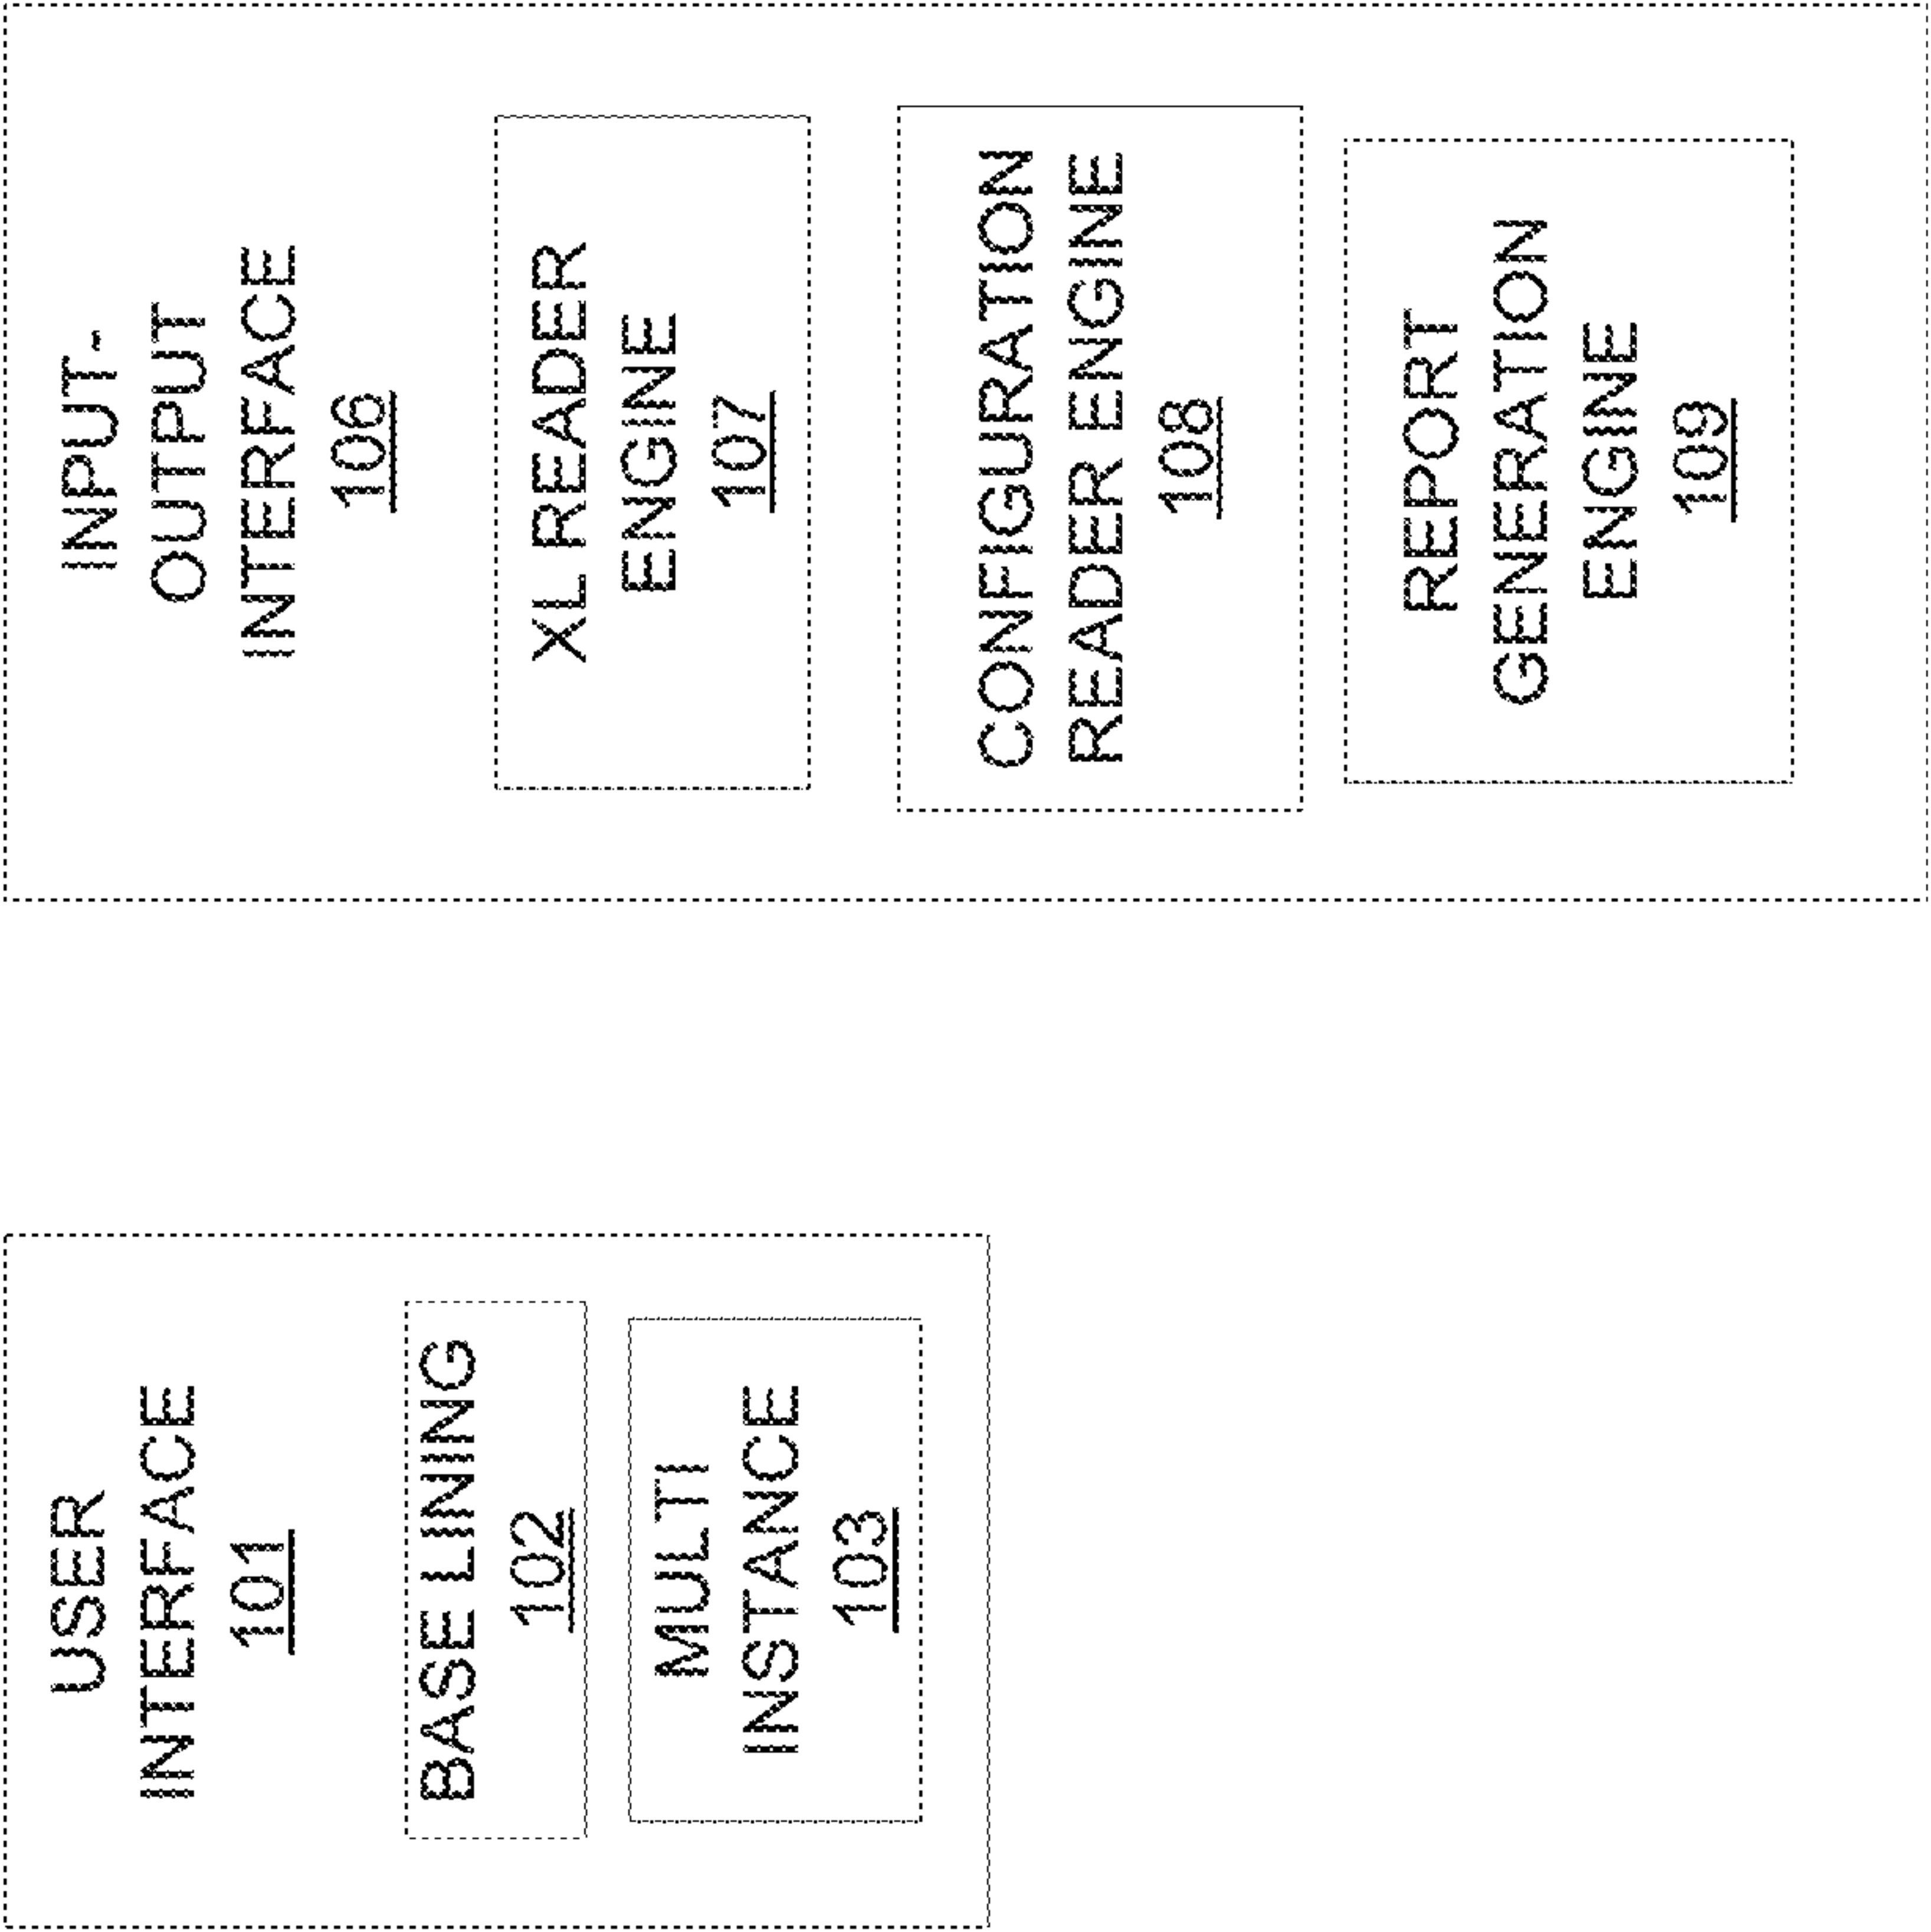 USER
INTERFACE
101
BASE LINING
102
MULTI
INSTANCE
103
INPUT-
OUTPUT
INTERFACE
106
XL READER
ENGINE
107
CONFIGURATION
READER ENGINE
108
REPORT
GENERATION
ENGINE
109